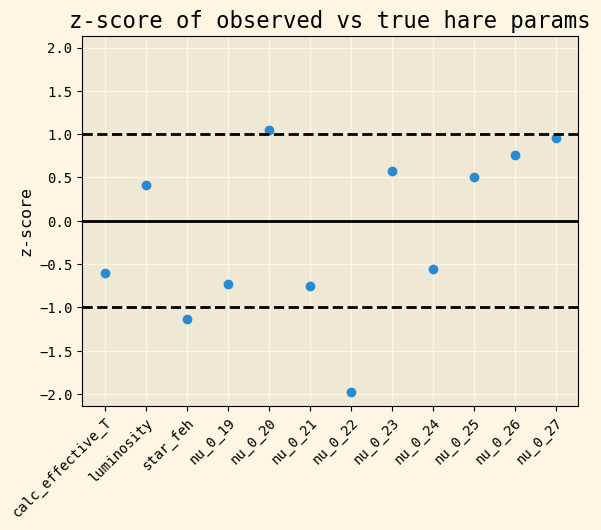 z-score of observed vs true hare params
z-score
2.0
1.5
1.0
0.5
0.0
−0.5
−1.0
−1.5
−2.0
calc_effective_T
luminosity
star_feh
nu_0_19
nu_0_20
nu_0_21
nu_0_22
nu_0_23
nu_0_24
nu_0_25
nu_0_26
nu_0_27